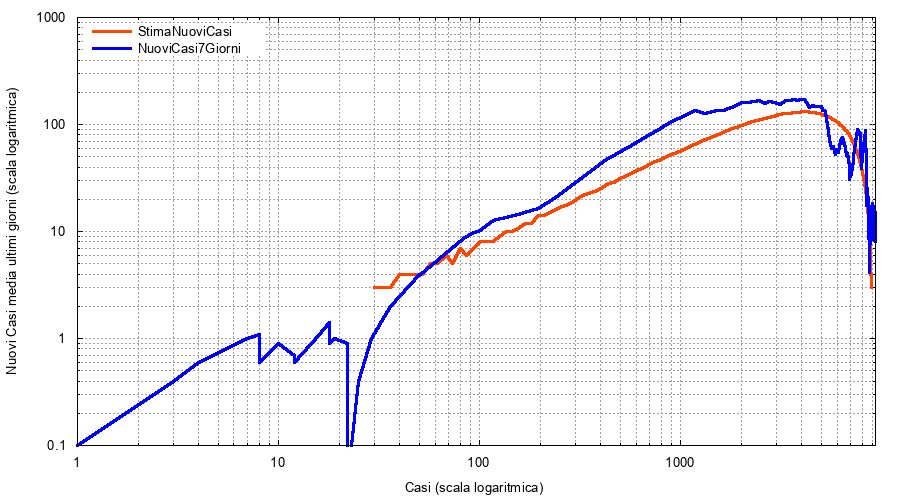 1000
StimaNuoviCasi
NuoviCasi7Giorni
100
10
1
0.1
Nuovi Casi media ultimi giorni (scala logaritmica)
1 10 100 1000
Casi (scala logaritmica)